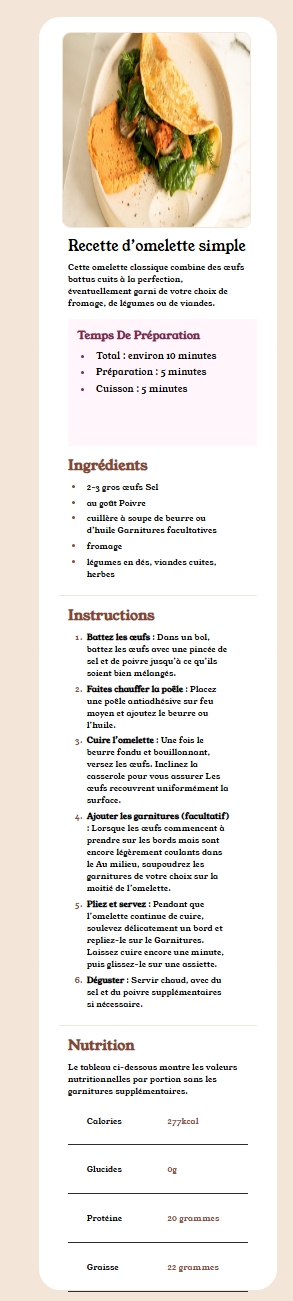 Recette d'omelette simple
Cette omelette classique combine des œufs
battus cuits à la perfection,
éventuellement garni de votre choix de
fromage, de légumes ou de viandes.
Temps De Préparation
• Total : environ 10 minutes
• Préparation : 5 minutes
• Cuisson : 5 minutes
Ingrédients
• 2-3 gros œufs Sel
• au goût Poivre
• cuillère à soupe de beurre ou
d'huile Garnitures facultatives
• fromage
• légumes en dés, viandes cuites,
herbes
Instructions
1. Battez les œufs : Dans un bol,
battez les œufs avec une pincée de
sel et de poivre jusqu'à ce qu'ils
soient bien mélangés.
2. Faites chauffer la poêle : Placez
une poêle antiadhésive sur feu
moyen et ajoutez le beurre ou
l'huile.
3. Cuire l'omelette : Une fois le
beurre fondu et bouillonnant,
versez les œufs. Inclinez la
casserole pour vous assurer Les
œufs recouvrent uniformément la
surface.
4. Ajouter les garnitures (facultatif)
: Lorsque les œufs commencent à
prendre sur les bords mais sont
encore légèrement coulants dans
le Au milieu, saupoudrez les
garnitures de votre choix sur la
moitié de l'omelette.
5. Pliez et servez : Pendant que
l'omelette continue de cuire,
soulevez délicatement un bord et
repliez-le sur le Garnitures.
Laissez cuire encore une minute,
puis glissez-le sur une assiette.
6. Déguster : Servir chaud, avec du
sel et du poivre supplémentaires
si nécessaire.
Nutrition
Le tableau ci-dessous montre les valeurs
nutritionnelles par portion sans les
garnitures supplémentaires.
Calories 277kcal
Glucides 0g
Protéine 20 grammes
Graisse 22 grammes